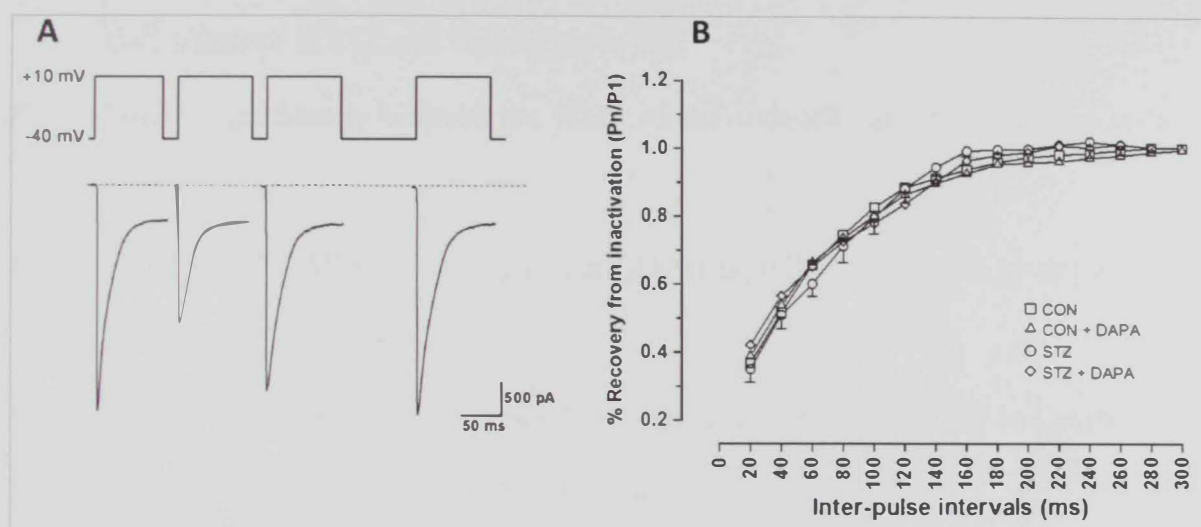 A
+10 mV
-40 mV
500 pA
50 ms
B
% Recovery from inactivation (Pn/P1)
1.2
1.0
0.8
0.6
0.4
0.2
CON
CON + DAPA
STZ
STZ + DAPA
0 20 40 60 80 100 120 140 160 180 200 220 240 260 280 300
Inter-pulse intervals (ms)